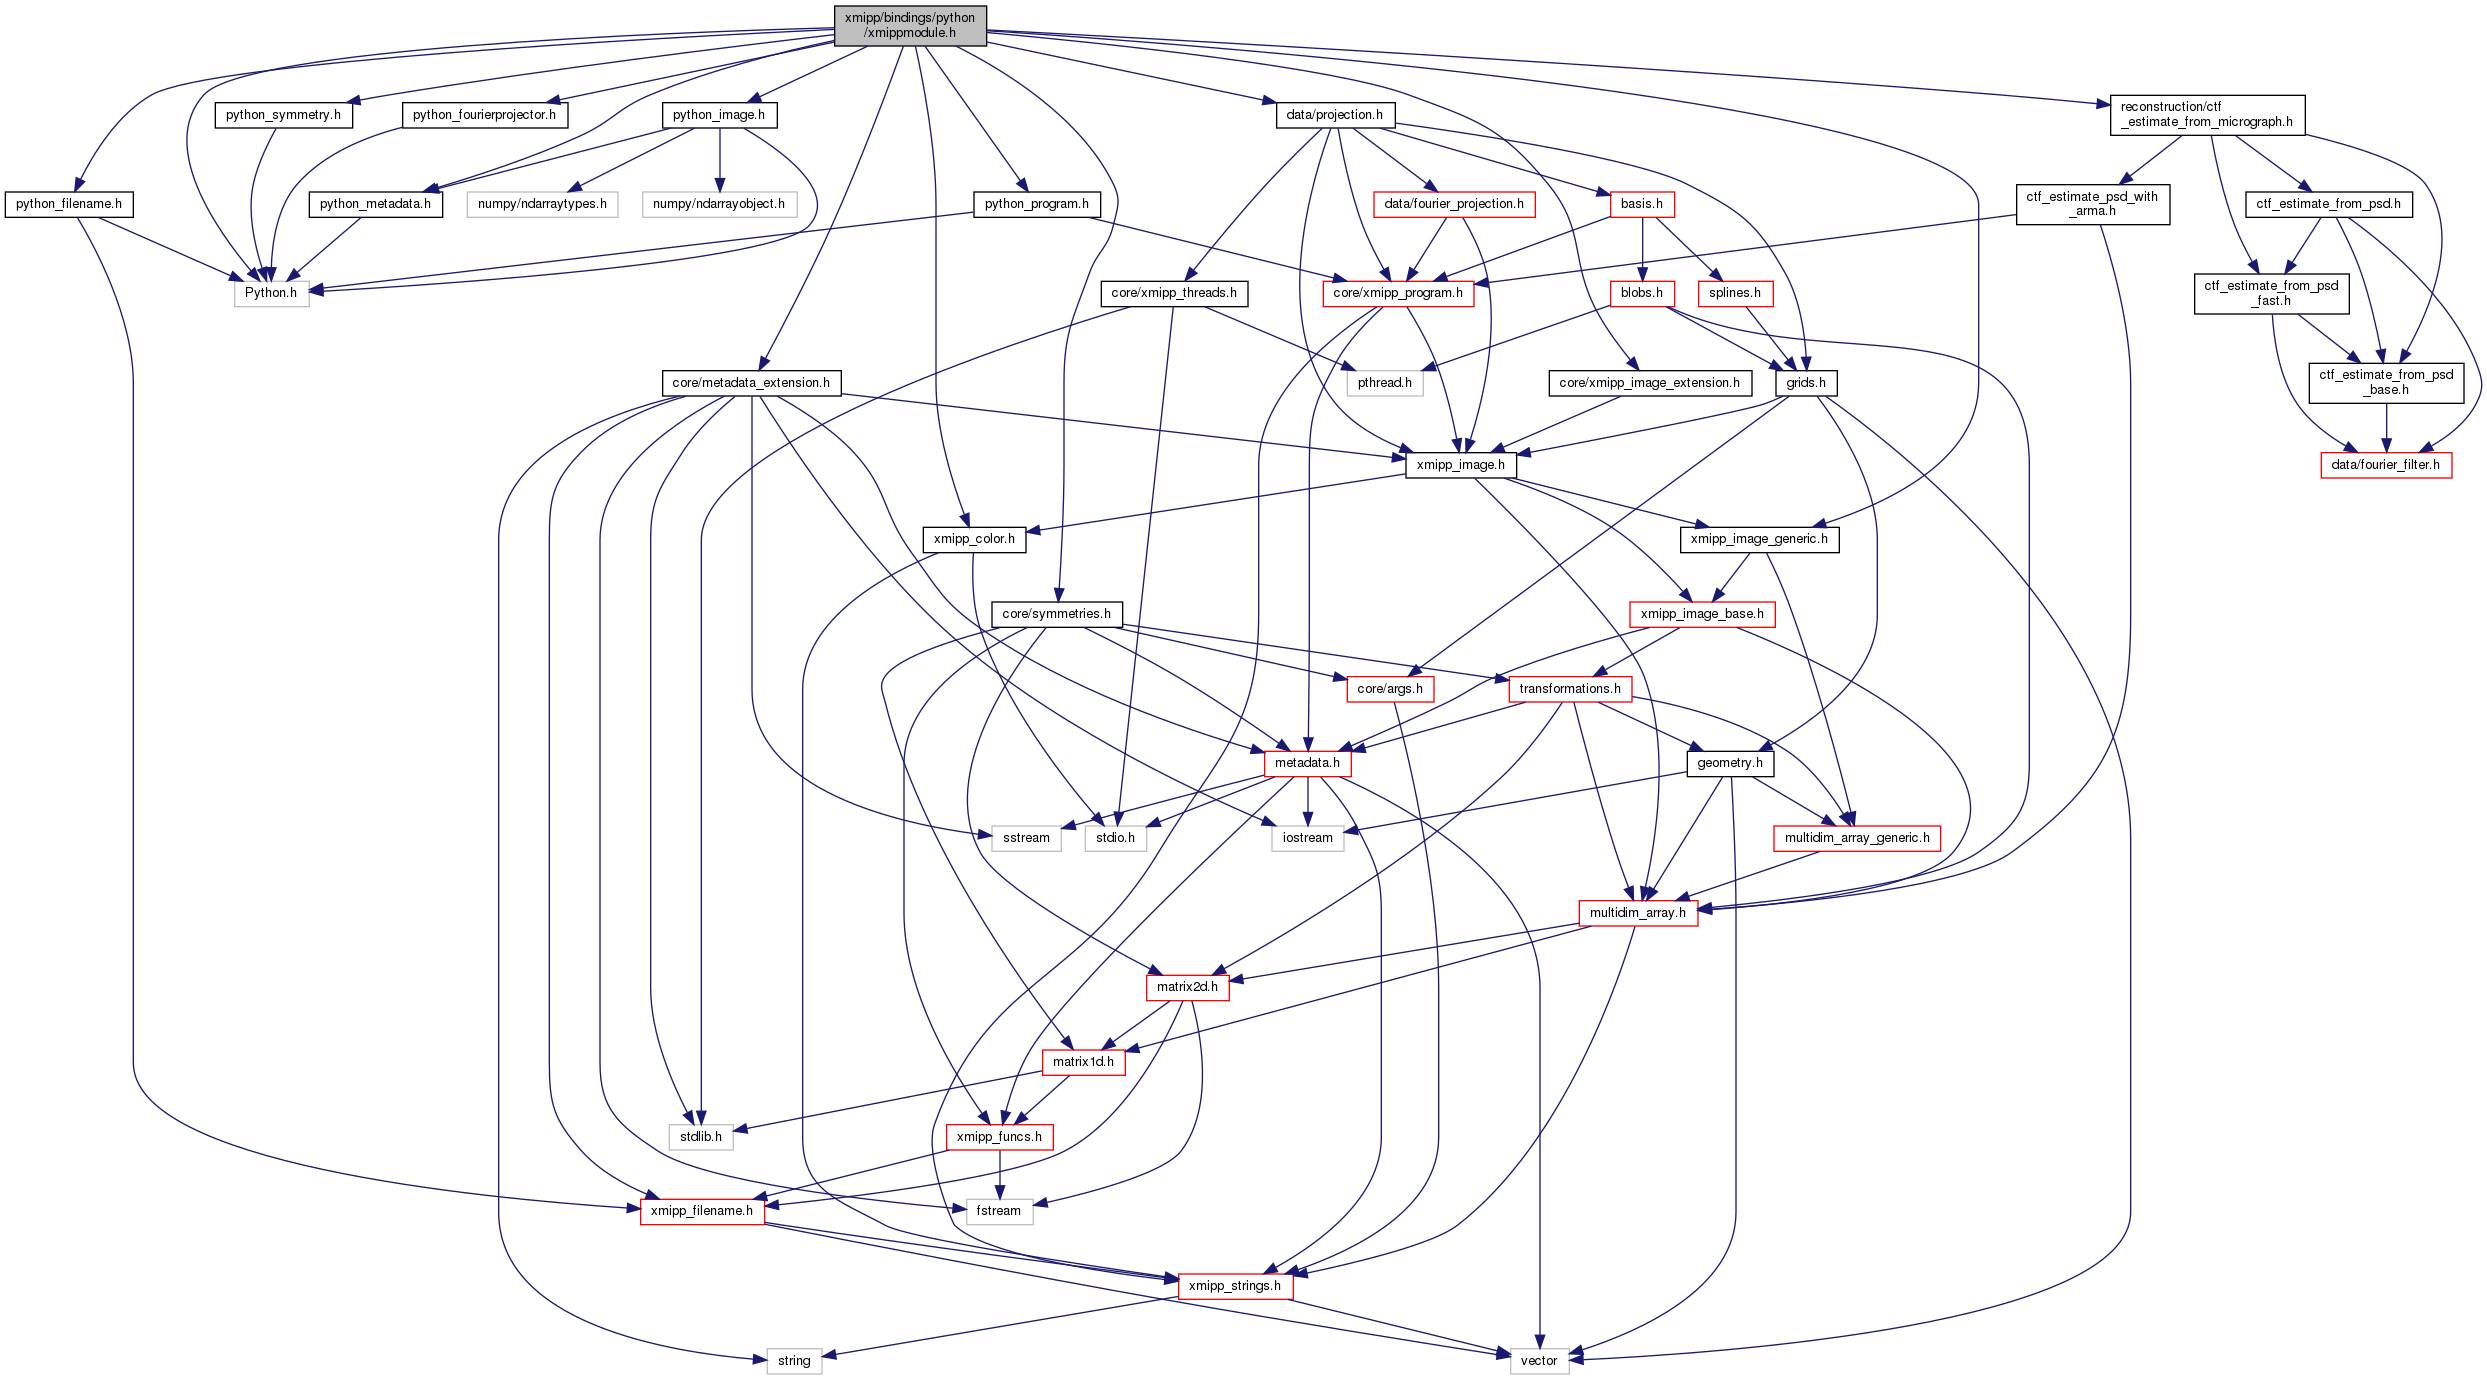 xmipp/bindings/python
/xmippmodule.h
python_symmetry.h
python_fourierprojector.h
python_image.h
data/projection.h
reconstruction/ctf
_estimate_from_micrograph.h
python_filename.h
python_metadata.h
numpy/ndarraytypes.h
numpy/ndarrayobject.h
python_program.h
data/fourier_projection.h
basis.h
ctf_estimate_psd_with
_arma.h
ctf_estimate_from_psd.h
Python.h
core/xmipp_threads.h
core/xmipp_program.h
blobs.h
splines.h
ctf_estimate_from_psd
_fast.h
core/metadata_extension.h
pthread.h
core/xmipp_image_extension.h
grids.h
ctf_estimate_from_psd
_base.h
xmipp_image.h
data/fourier_filter.h
xmipp_color.h
xmipp_image_generic.h
core/symmetries.h
xmipp_image_base.h
core/args.h
transformations.h
metadata.h
geometry.h
sstream
stdio.h
iostream
multidim_array_generic.h
multidim_array.h
matrix2d.h
matrix1d.h
stdlib.h
xmipp_funcs.h
xmipp_filename.h
fstream
xmipp_strings.h
string
vector